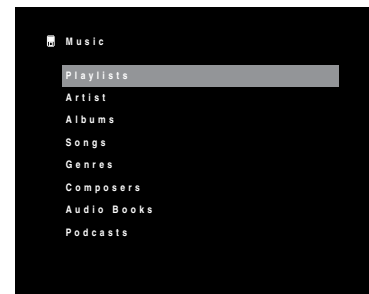 Music
Playlists
Artist
Albums
Songs
Genres
Composers
Audio Books
Podcasts